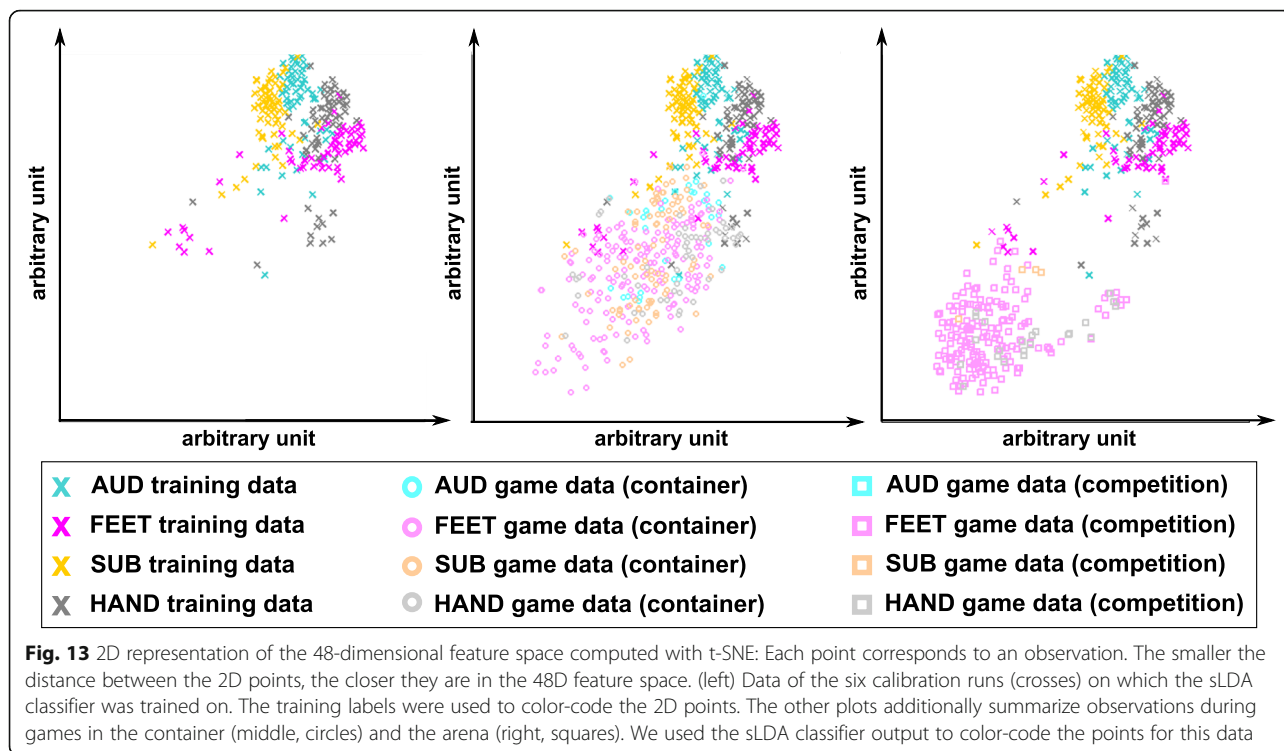 arbitrary unit
arbitrary unit
arbitrary unit
arbitrary unit
arbitrary unit
arbitrary unit
X AUD training data
AUD game data (container)
AUD game data (competition)
X FEET training data
FEET game data (container)
FEET game data (competition)
X SUB training data
SUB game data (container)
SUB game data (competition)
X HAND training data
HAND game data (container)
HAND game data (competition)
Fig. 13 2D representation of the 48-dimensional feature space computed with t-SNE: Each point corresponds to an observation. The smaller the
distance between the 2D points, the closer they are in the 48D feature space. (left) Data of the six calibration runs (crosses) on which the sLDA
classifier was trained on. The training labels were used to color-code the 2D points. The other plots additionally summarize observations during
games in the container (middle, circles) and the arena (right, squares). We used the sLDA classifier output to color-code the points for this data